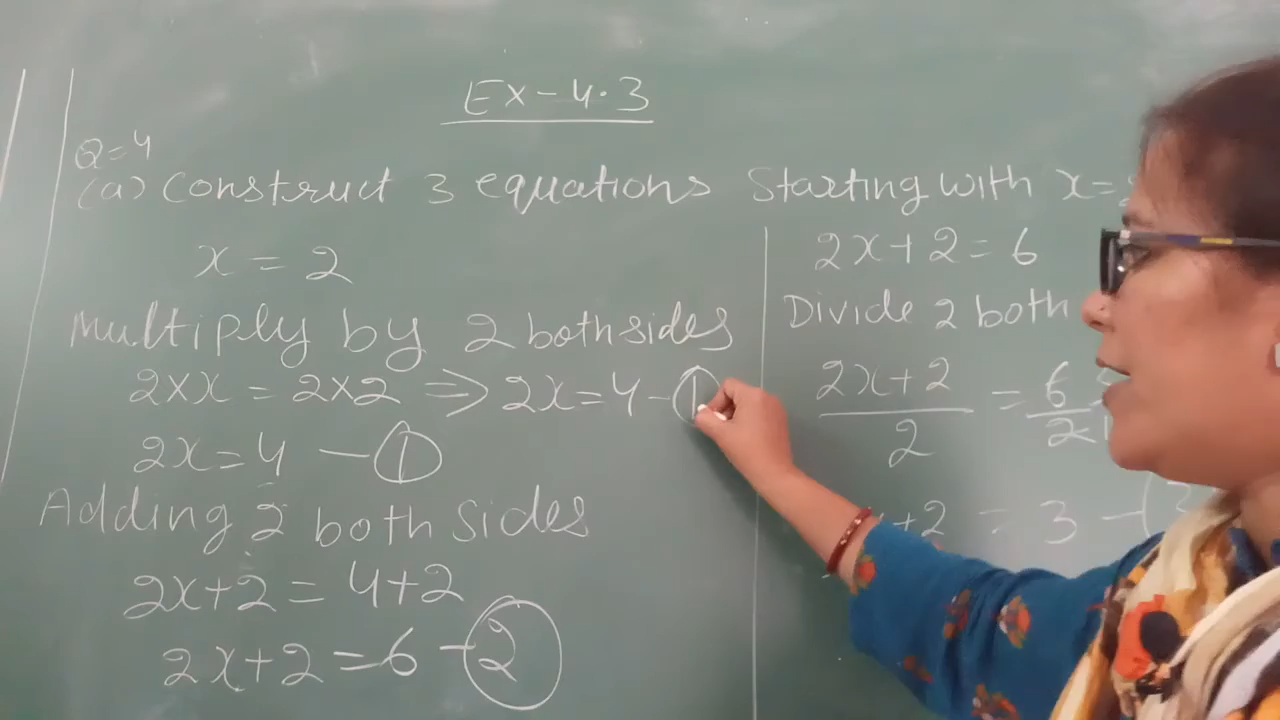 Ex-4.3
Q=4
(a) Construct 3 equations Starting with x=
x = 2
Multiply by 2 both sides
2×x = 2×2 ⇒ 2x=4 -①
2x=4 -①
Adding 2 both sides
2x+2 = 4+2
2x+2 =6 -②
2x+2=6
Divide 2 both
2x+2/2 = 6/2
+2 = 3 -(3